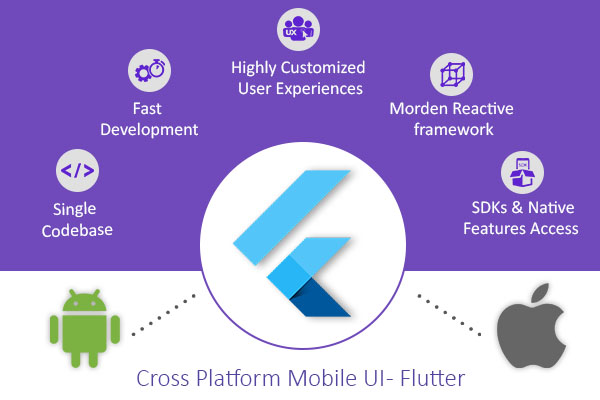 UX
Highly Customized
User Experiences
Fast
Development
Morden Reactive
framework
</>
Single
Codebase
SDK
SDKs & Native
Features Access
Cross Platform Mobile UI- Flutter